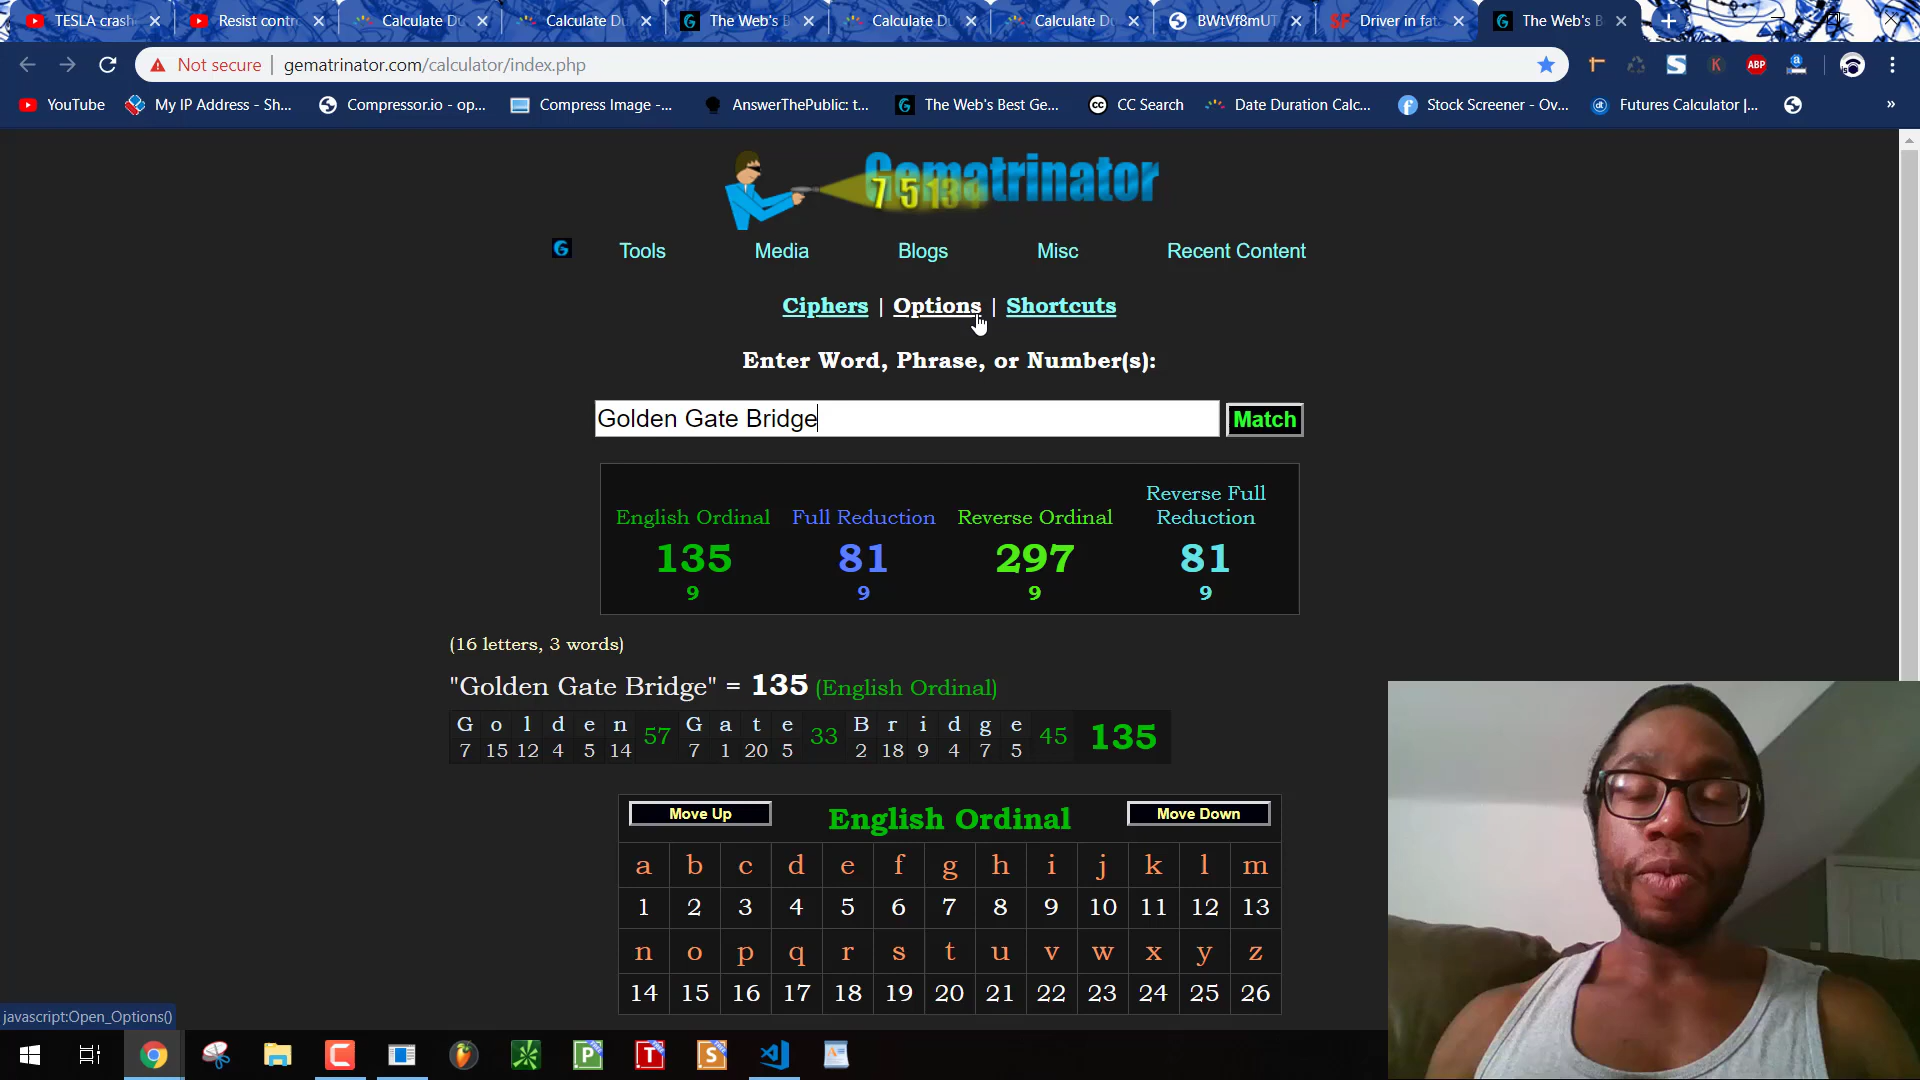 TESLA crash
Resist contr
Calculate Du
Calculate Du
The Web's B
Calculate Du
Calculate Du
BWtVf8mUT
Driver in fat
The Web's B
Not secure | gematrinator.com/calculator/index.php
YouTube
My IP Address - Sh...
Compressor.io - op...
Compress Image -...
AnswerThePublic: t...
The Web's Best Ge...
CC Search
Date Duration Calc...
Stock Screener - Ov...
Futures Calculator |...
»
Gematrinator
7 5 13
G Tools Media Blogs Misc Recent Content
Ciphers | Options | Shortcuts
Enter Word, Phrase, or Number(s):
Golden Gate Bridge
Match
English Ordinal Full Reduction Reverse Ordinal Reverse Full Reduction
135 81 297 81
9 9 9 9
(16 letters, 3 words)
"Golden Gate Bridge" = 135 (English Ordinal)
G o l d e n 57 G a t e 33 B r i d g e 45 135
7 15 12 4 5 14 7 1 20 5 2 18 9 4 7 5
Move Up English Ordinal Move Down
a b c d e f g h i j k l m
1 2 3 4 5 6 7 8 9 10 11 12 13
n o p q r s t u v w x y z
14 15 16 17 18 19 20 21 22 23 24 25 26
javascript:Open_Options()